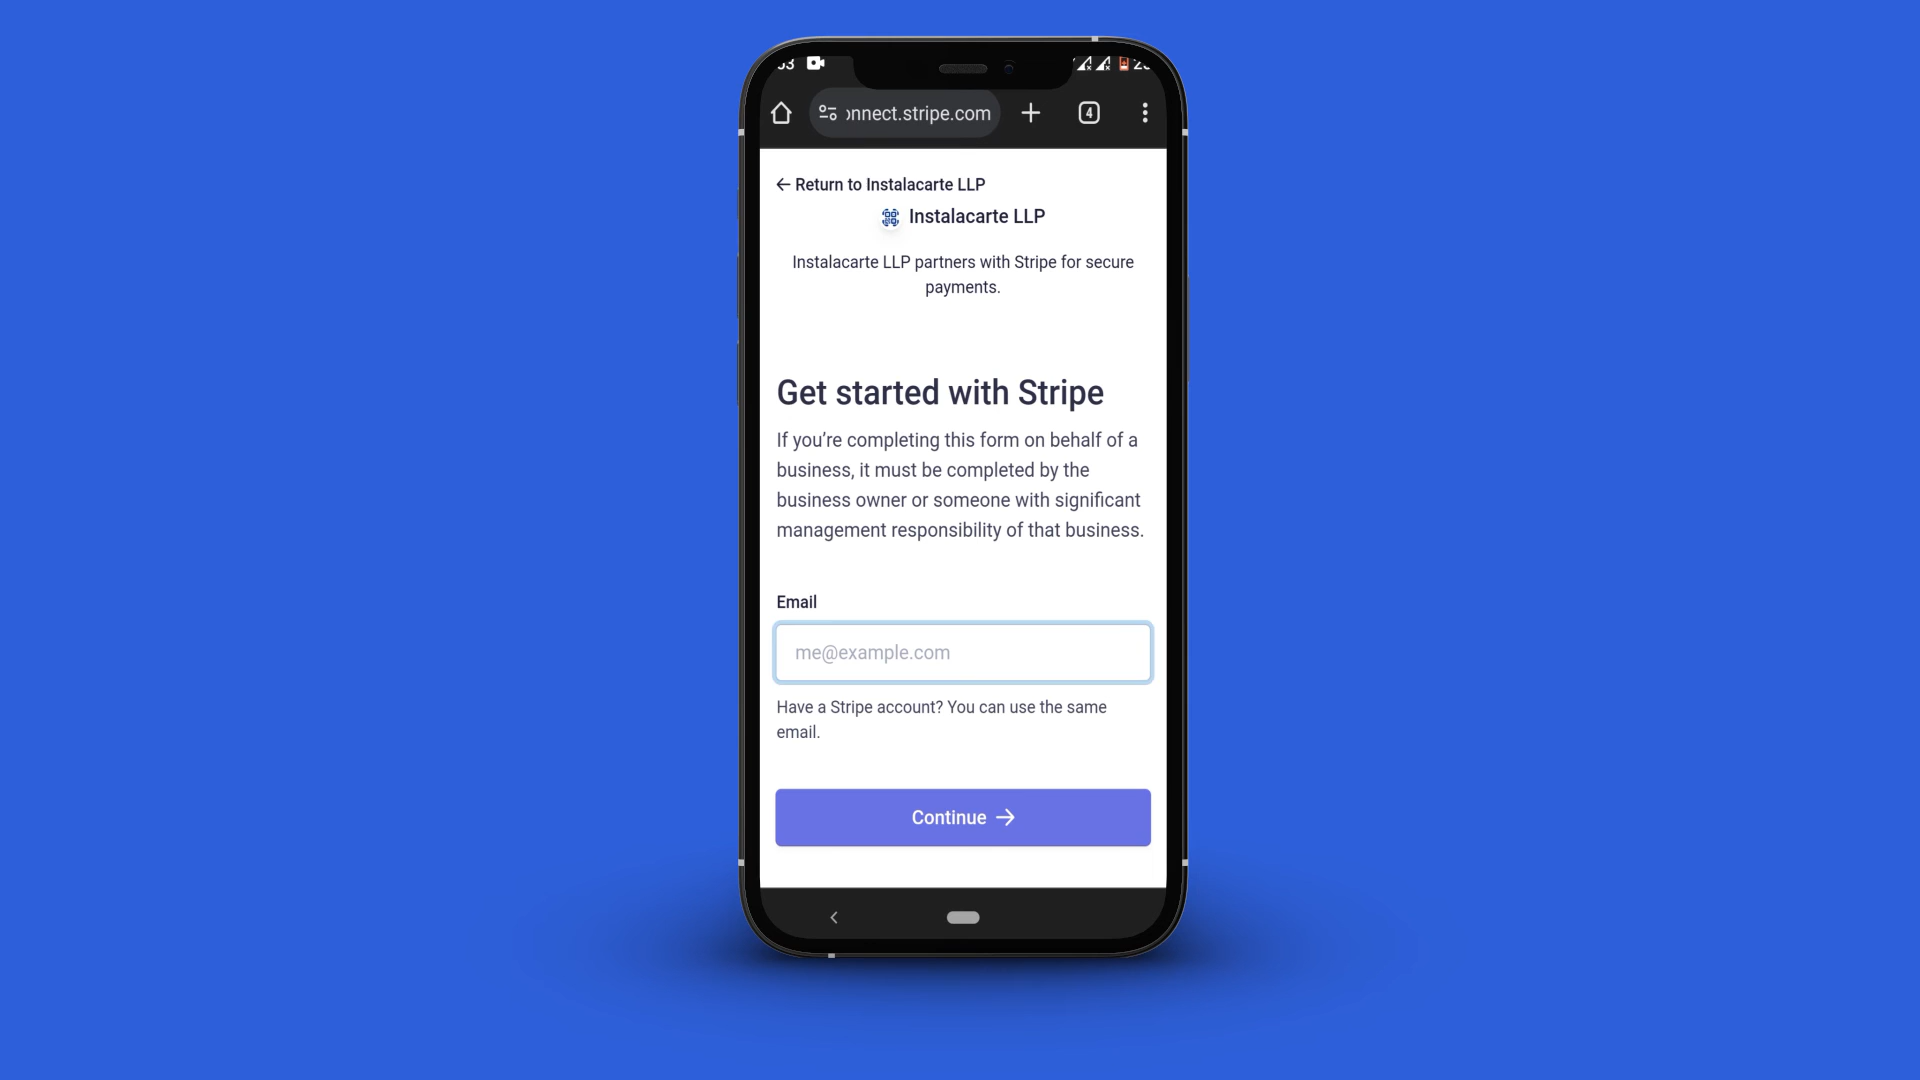 onnect.stripe.com
4
← Return to Instalacarte LLP
Instalacarte LLP
Instalacarte LLP partners with Stripe for secure
payments.
Get started with Stripe
If you’re completing this form on behalf of a
business, it must be completed by the
business owner or someone with significant
management responsibility of that business.
Email
me@example.com
Have a Stripe account? You can use the same
email.
Continue →